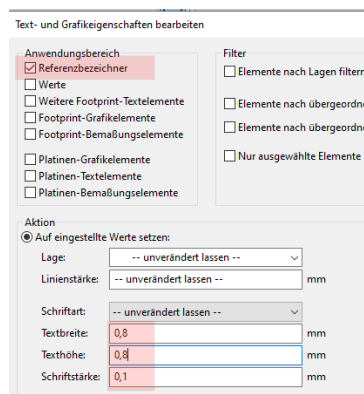 Text- und Grafikeigenschaften bearbeiten
Anwendungsbereich
Referenzbezeichner
Werte
Weitere Footprint-Textelemente
Footprint-Grafikelemente
Footprint-Bemaßungselemente
Platinen-Grafikelemente
Platinen-Textelemente
Platinen-Bemaßungselemente
Filter
Elemente nach Lagen filtern
Elemente nach übergeordne
Elemente nach übergeordne
Nur ausgewählte Elemente
Aktion
Auf eingestellte Werte setzen:
Lage: -- unverändert lassen --
Linienstärke: -- unverändert lassen -- mm
Schriftart: -- unverändert lassen --
Textbreite: 0,8 mm
Texthöhe: 0,8 mm
Schriftstärke: 0,1 mm